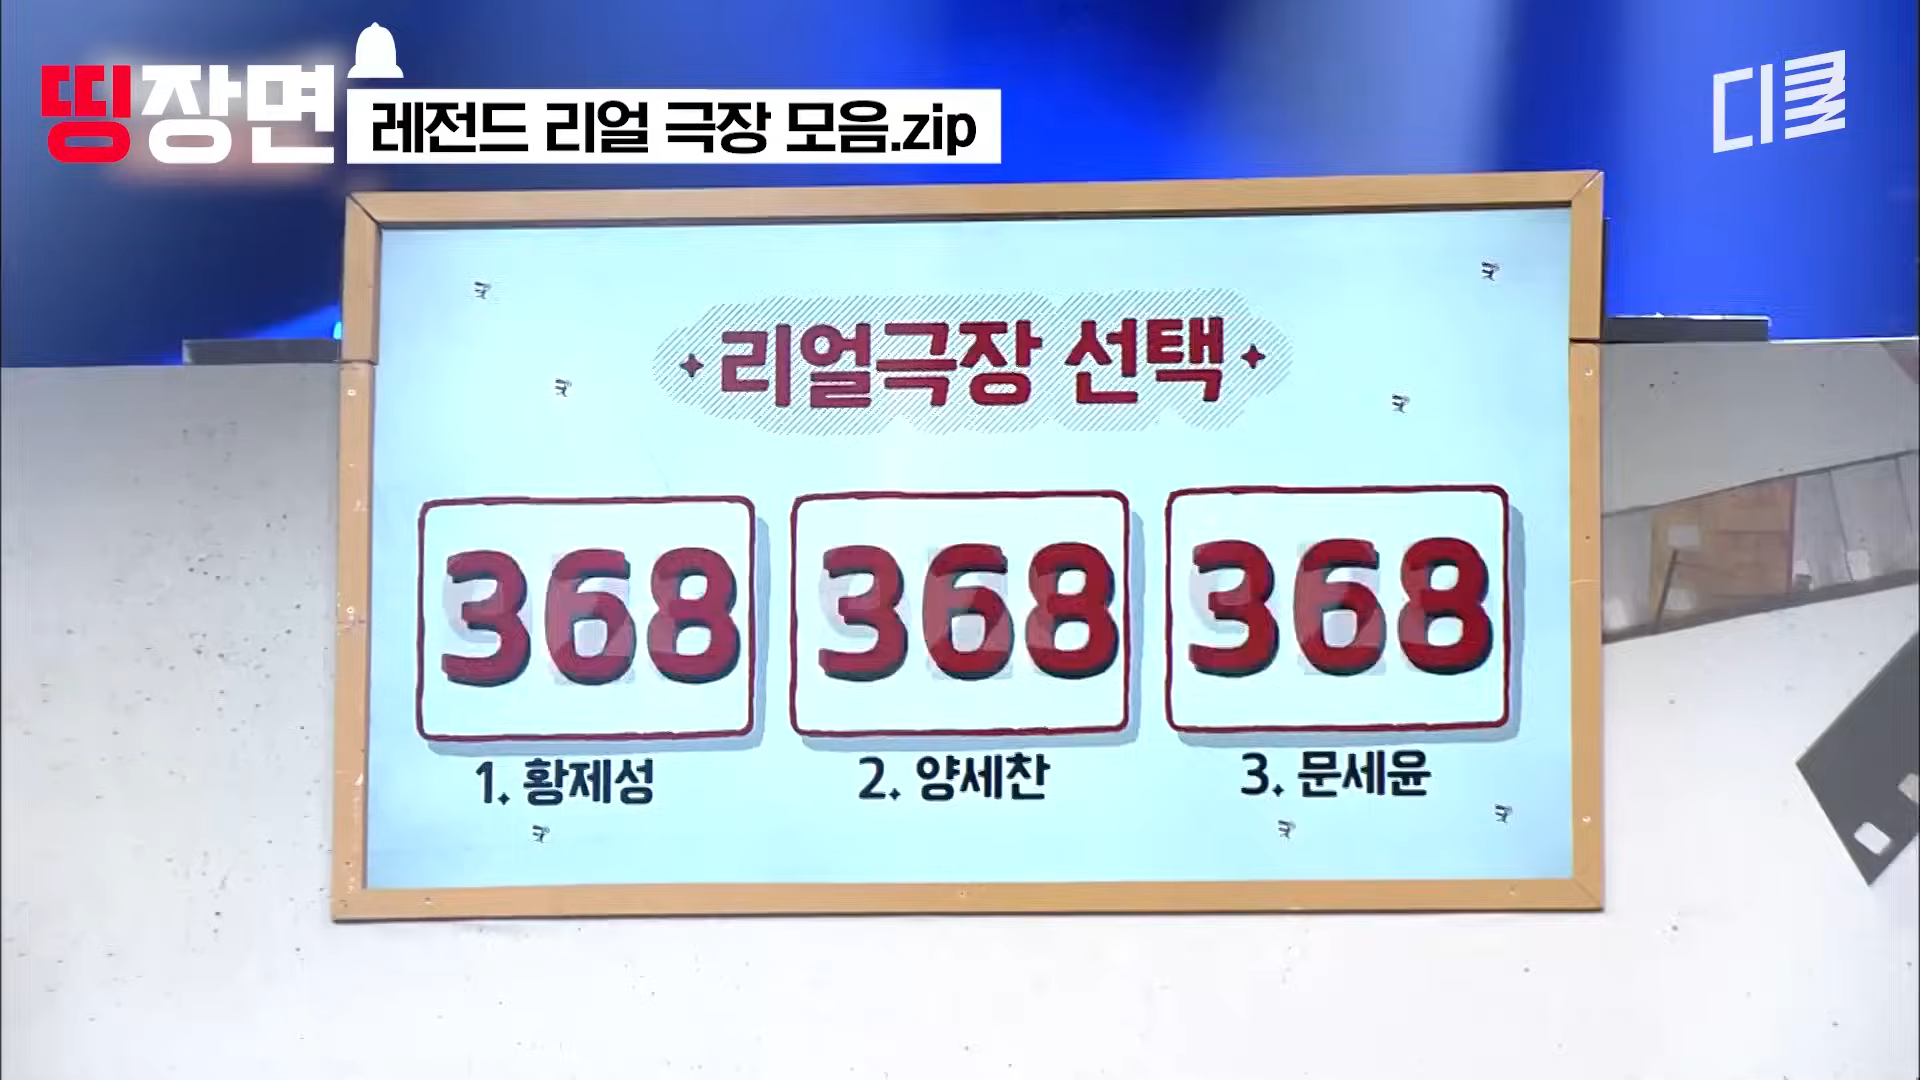 띵장면
레전드 리얼 극장 모음.zip
디글
리얼극장 선택
368
368
368
1. 황제성
2. 양세찬
3. 문세윤